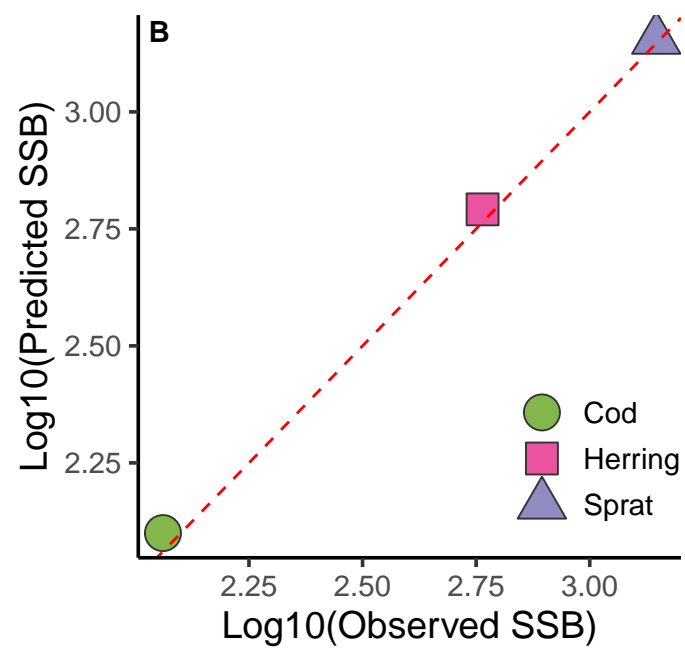 B
Log10(Predicted SSB)
3.00
2.75
2.50
2.25
Cod
Herring
Sprat
2.25 2.50 2.75 3.00
Log10(Observed SSB)